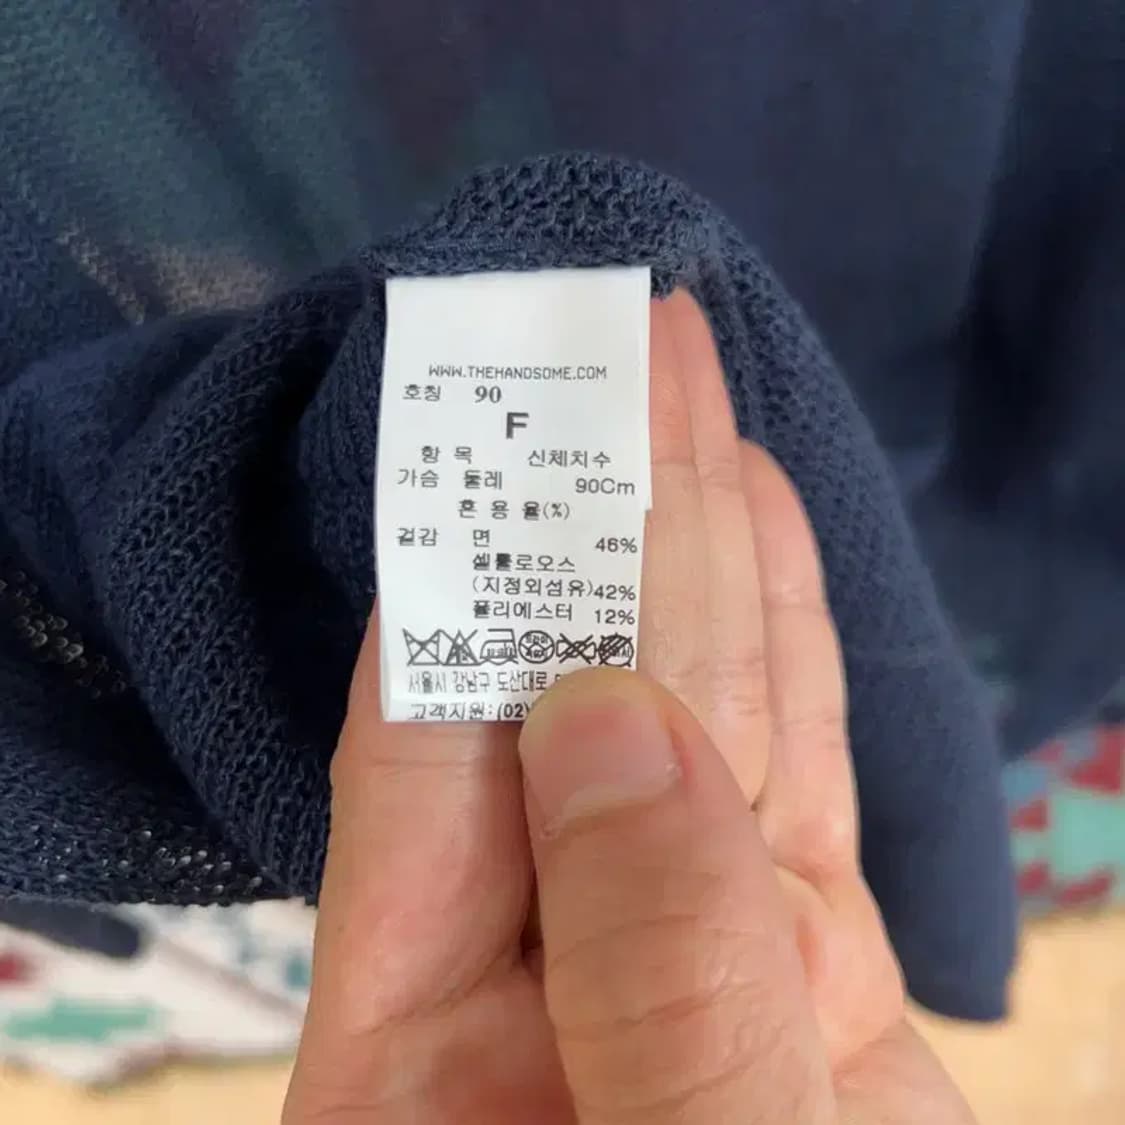 WWW.THEHANDSOME.COM
호칭 90
F
항 목 신체치수
가슴 둘레 90Cm
혼 용 율(%)
겉감 면 46%
셀룰로오스
(지정외섬유)42%
폴리에스터 12%
서울시 강남구 도산대로
고객지원:(02)